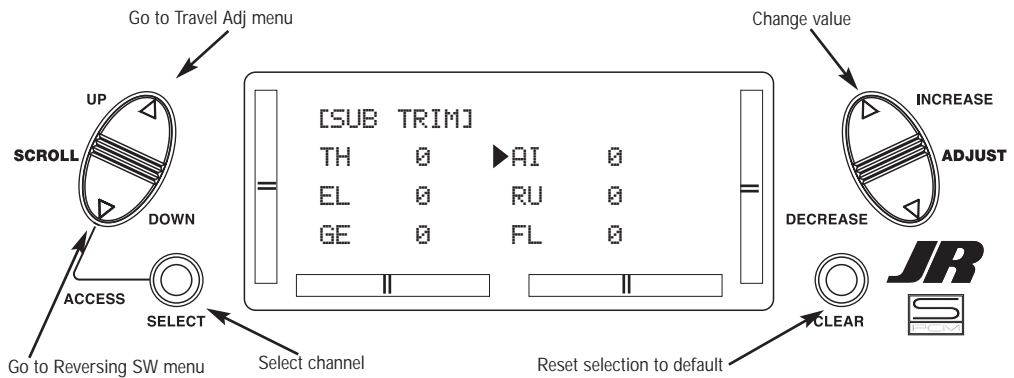 Go to Travel Adj menu
Change value
UP
INCREASE
[SUB TRIM]
TH 0 AI 0
SCROLL
ADJUST
EL 0 RU 0
DOWN
DECREASE
GE 0 FL 0
JR
ACCESS
SELECT
CLEAR
S
PCM
Go to Reversing SW menu
Select channel
Reset selection to default